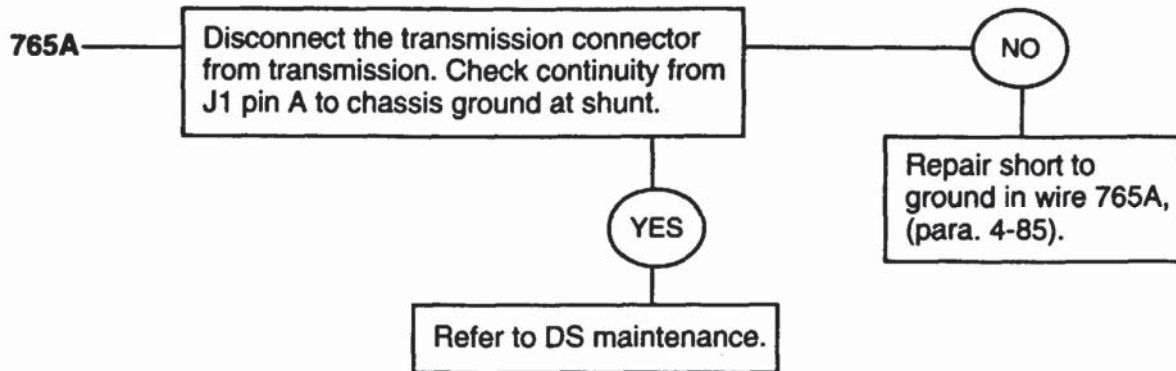 765A
Disconnect the transmission connector
from transmission. Check continuity from
J1 pin A to chassis ground at shunt.
NO
Repair short to
ground in wire 765A,
(para. 4-85).
YES
Refer to DS maintenance.